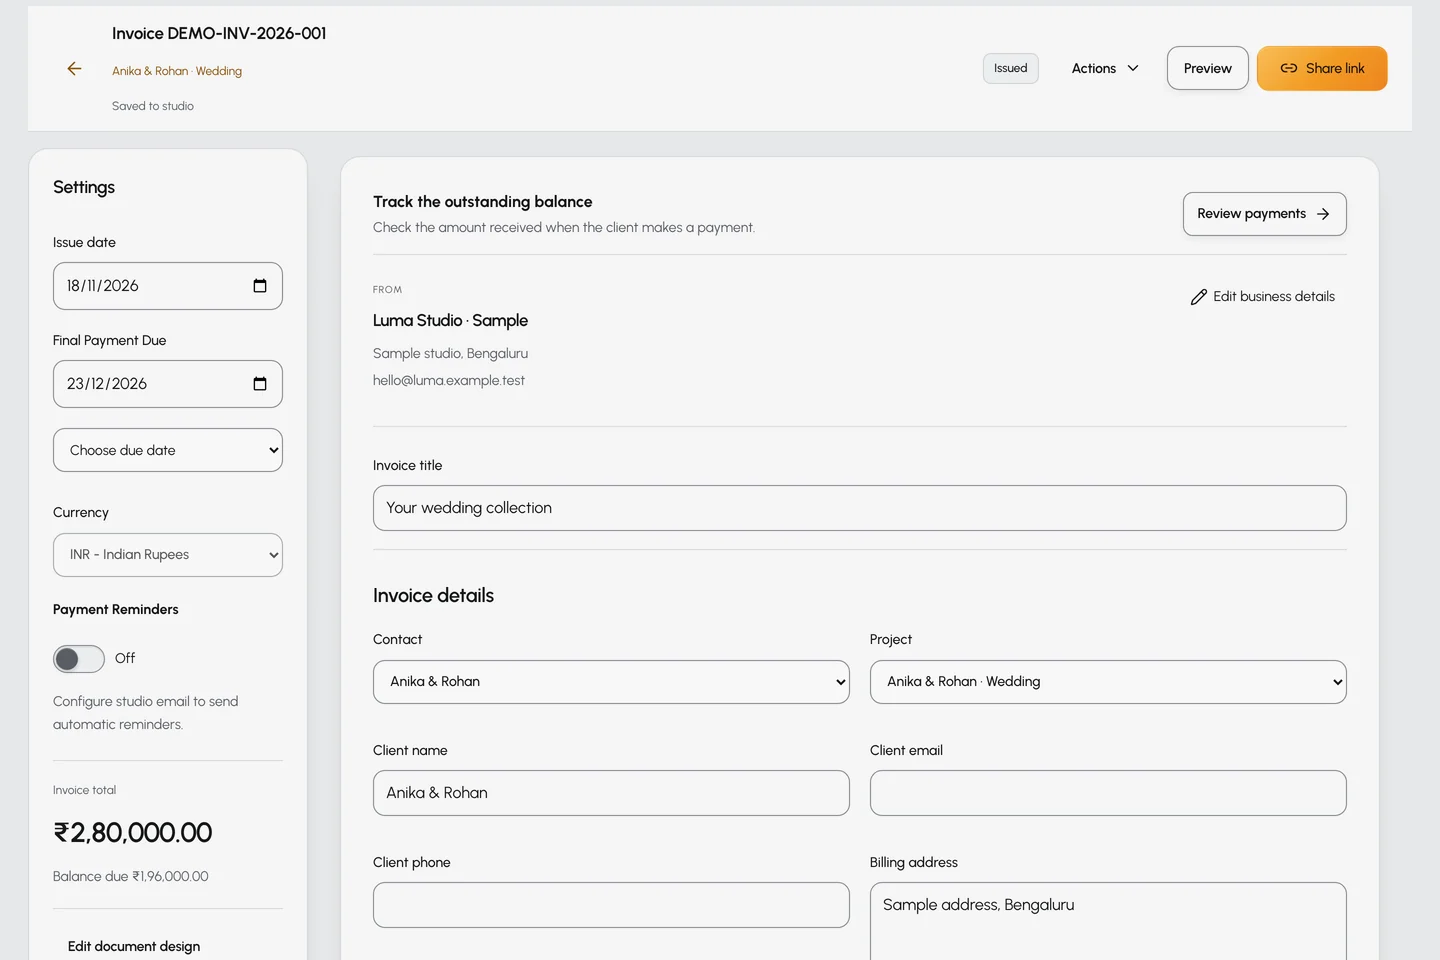 Invoice DEMO-INV-2026-001
Anika & Rohan · Wedding
Saved to studio
Issued
Actions
Preview
Share link
Settings
Issue date
18/11/2026
Final Payment Due
23/12/2026
Choose due date
Currency
INR - Indian Rupees
Payment Reminders
Off
Configure studio email to send
automatic reminders.
Invoice total
₹2,80,000.00
Balance due ₹1,96,000.00
Edit document design
Track the outstanding balance
Check the amount received when the client makes a payment.
Review payments
FROM
Edit business details
Luma Studio · Sample
Sample studio, Bengaluru
hello@luma.example.test
Invoice title
Your wedding collection
Invoice details
Contact
Anika & Rohan
Project
Anika & Rohan · Wedding
Client name
Anika & Rohan
Client email
Client phone
Billing address
Sample address, Bengaluru